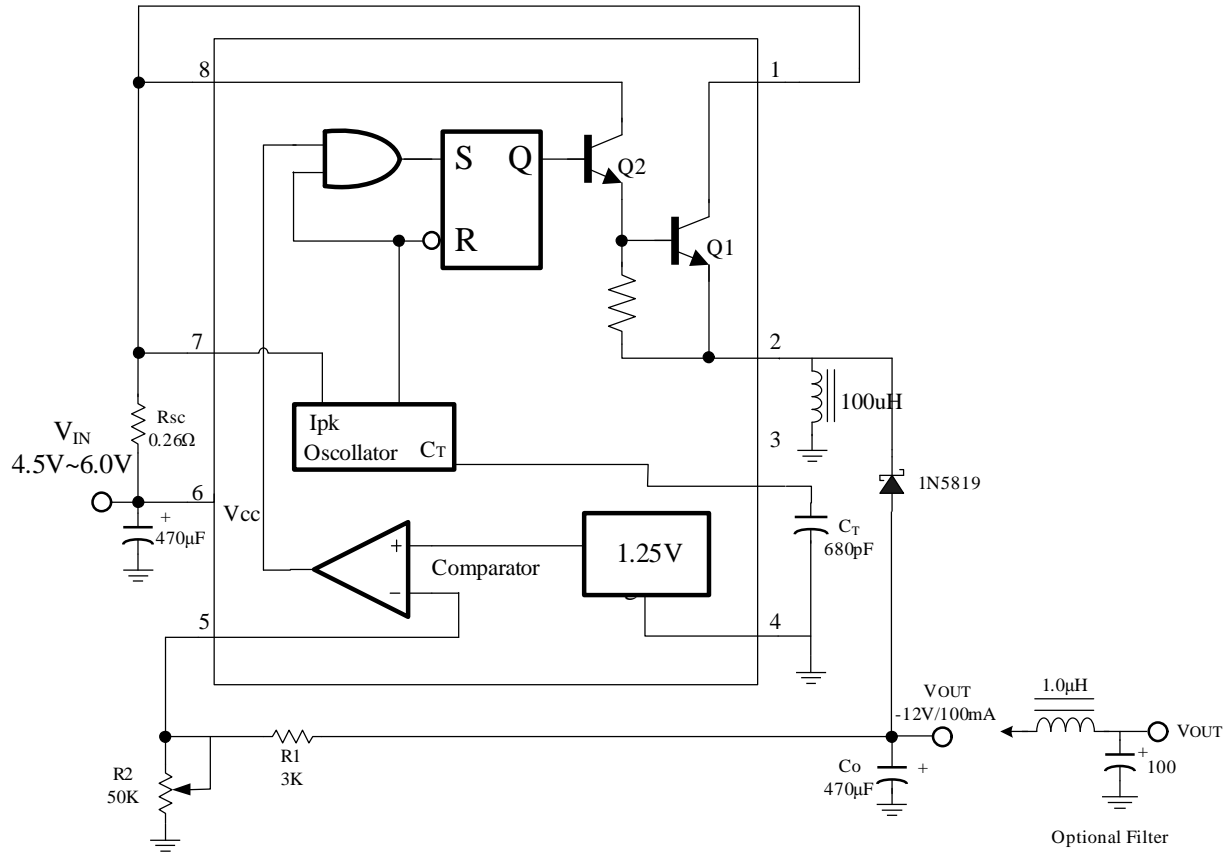 8
1
S Q
Q2
R
Q1
7
2
Rsc
0.26Ω
Ipk
Oscollator
CT
100uH
3
VIN
4.5V~6.0V
1N5819
6
Vcc
+
470µF
CT
680pF
+
1.25V
Comparator
−
5
4
VOUT
-12V/100mA
1.0µH
VOUT
R1
3K
R2
50K
Co
470µF
+
+
100
Optional Filter